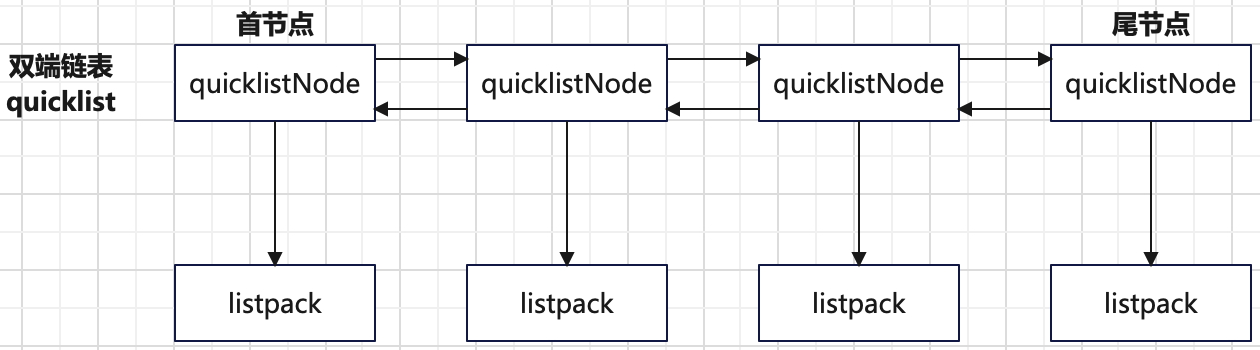 首节点
尾节点
双端链表
quicklist
quicklistNode
quicklistNode
quicklistNode
quicklistNode
listpack
listpack
listpack
listpack